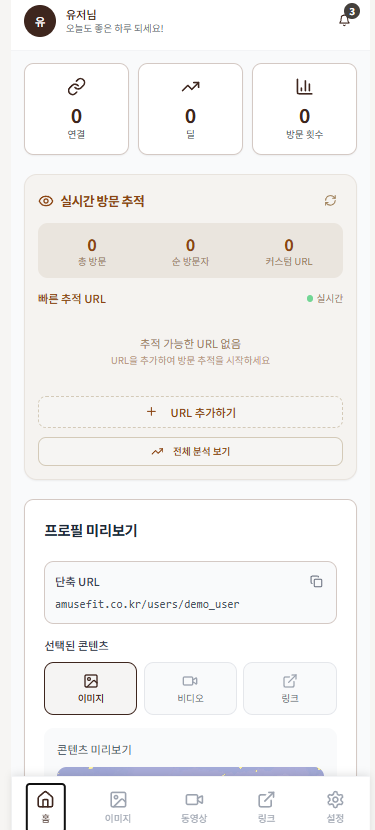 유
유저님
오늘도 좋은 하루 되세요!
3
0
연결
0
딜
0
방문 횟수
실시간 방문 추적
0
총 방문
0
순 방문자
0
커스텀 URL
빠른 추적 URL
실시간
추적 가능한 URL 없음
URL을 추가하여 방문 추적을 시작하세요
+ URL 추가하기
전체 분석 보기
프로필 미리보기
단축 URL
amusefit.co.kr/users/demo_user
선택된 콘텐츠
이미지
비디오
링크
콘텐츠 미리보기
홈
이미지
동영상
링크
설정